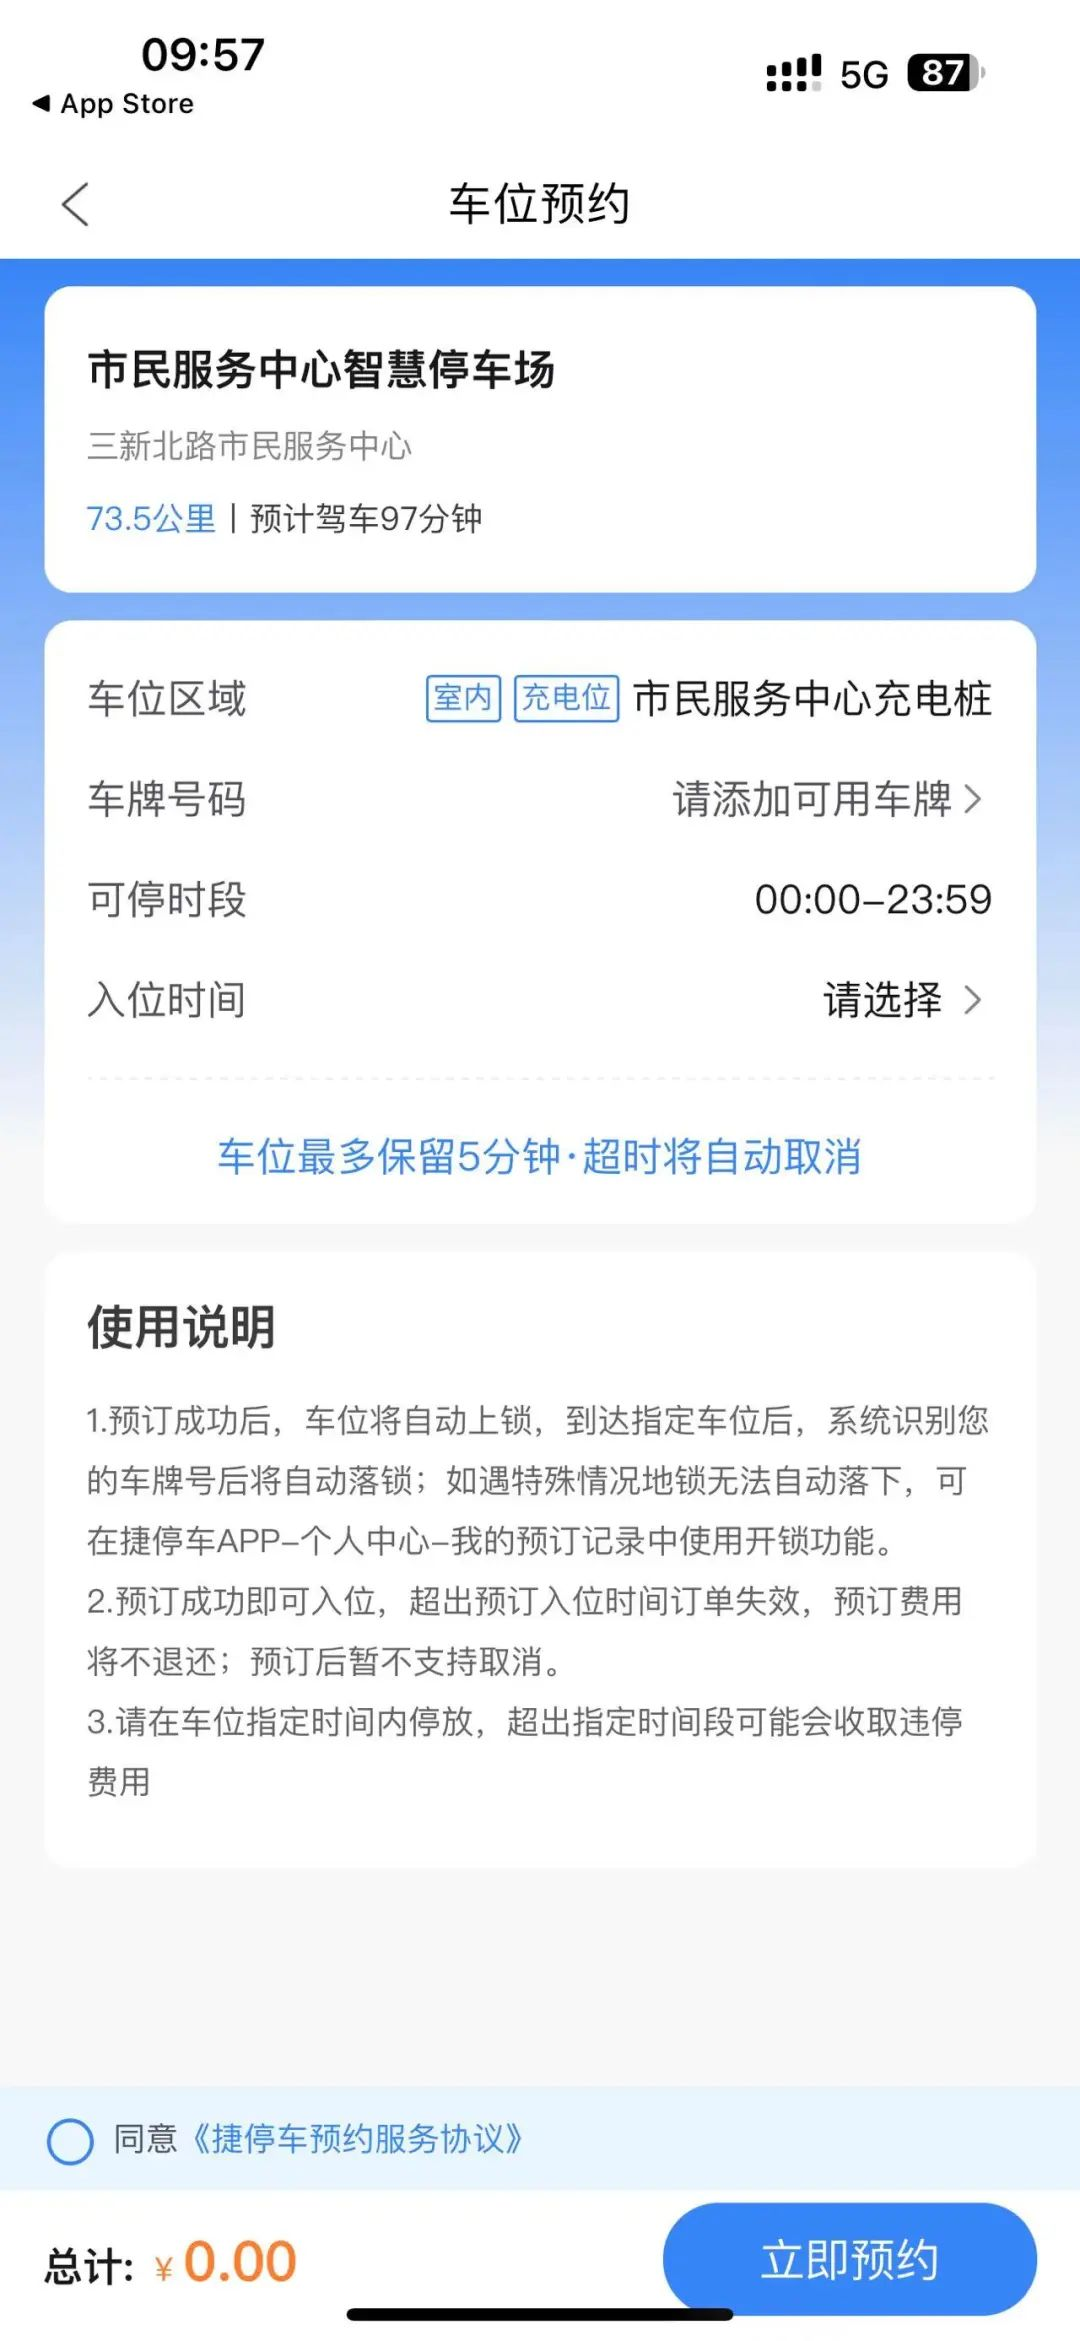 09:57
5G 87
◀ App Store
车位预约
市民服务中心智慧停车场
三新北路市民服务中心
73.5公里 | 预计驾车97分钟
车位区域 室内 充电位 市民服务中心充电桩
车牌号码 请添加可用车牌 >
可停时段 00:00-23:59
入位时间 请选择 >
车位最多保留5分钟·超时将自动取消
使用说明
1.预订成功后，车位将自动上锁，到达指定车位后，系统识别您
的车牌号后将自动落锁；如遇特殊情况地锁无法自动落下，可
在捷停车APP-个人中心-我的预订记录中使用开锁功能。
2.预订成功即可入位，超出预订入位时间订单失效，预订费用
将不退还；预订后暂不支持取消。
3.请在车位指定时间内停放，超出指定时间段可能会收取违停
费用
同意《捷停车预约服务协议》
总计: ¥0.00 立即预约